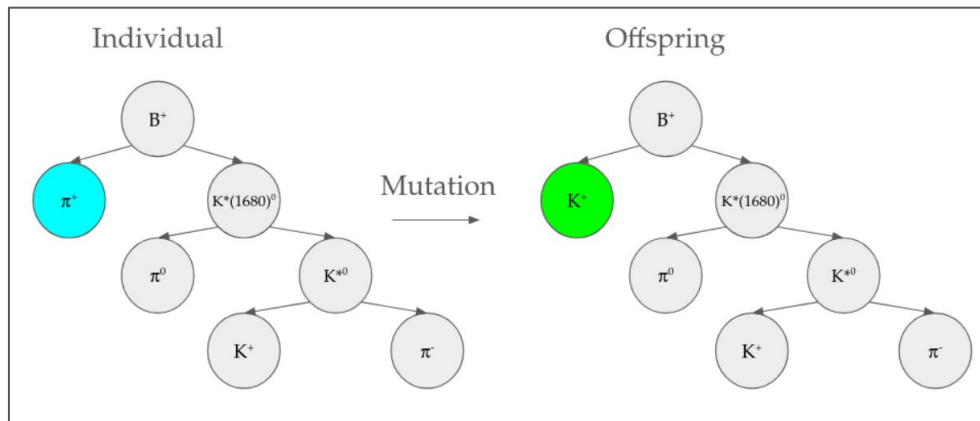 Individual
Offspring
B⁺
B⁺
π⁺
K*(1680)⁰
Mutation
K⁺
K*(1680)⁰
π⁰
K*⁰
π⁰
K*⁰
K⁺
π⁻
K⁺
π⁻